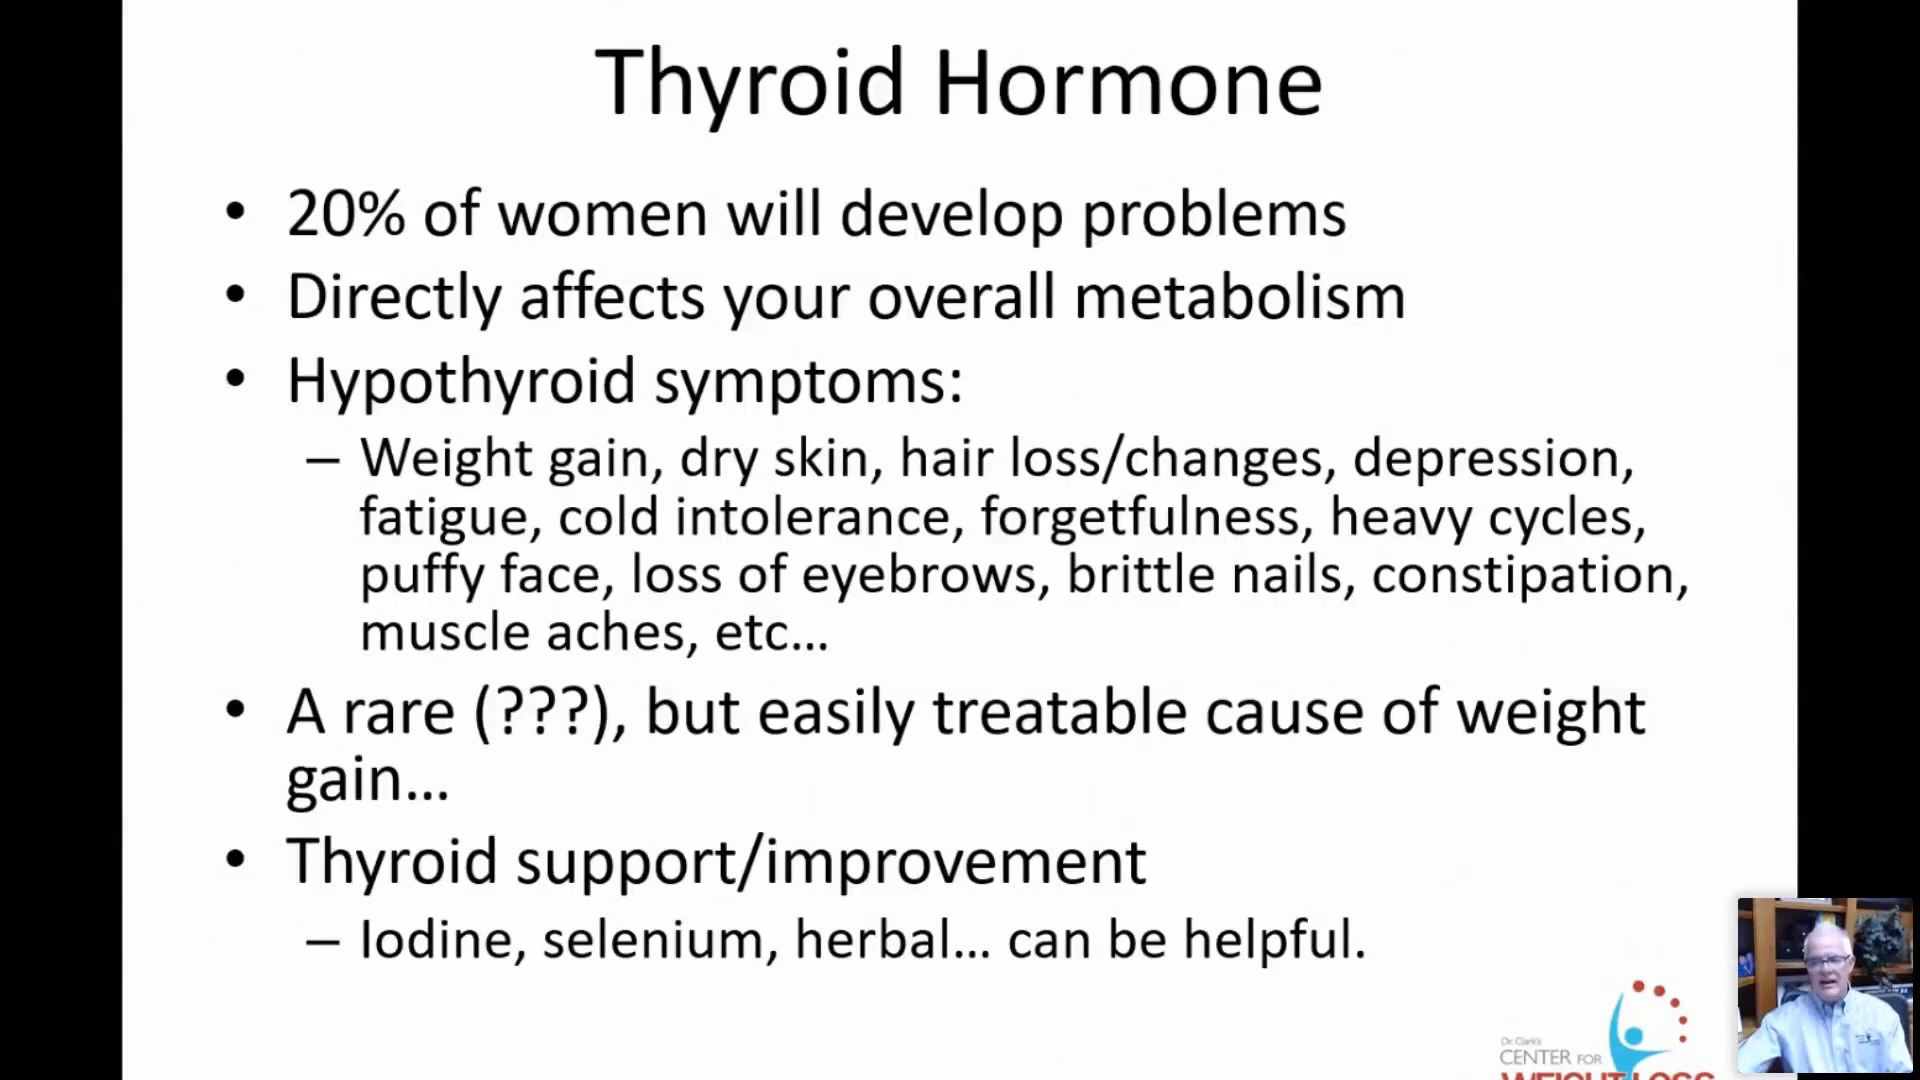 Thyroid Hormone
• 20% of women will develop problems
• Directly affects your overall metabolism
• Hypothyroid symptoms:
– Weight gain, dry skin, hair loss/changes, depression,
fatigue, cold intolerance, forgetfulness, heavy cycles,
puffy face, loss of eyebrows, brittle nails, constipation,
muscle aches, etc…
• A rare (???), but easily treatable cause of weight
gain…
• Thyroid support/improvement
– Iodine, selenium, herbal… can be helpful.
Dr. Clark's
CENTER FOR
WEIGHT LOSS